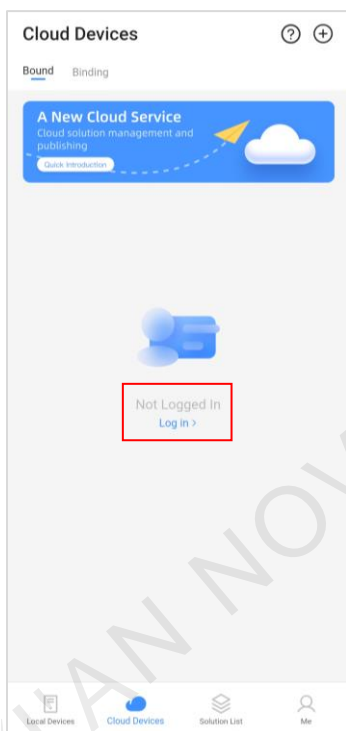 Cloud Devices
Bound Binding
A New Cloud Service
Cloud solution management and
publishing
Quick Introduction
Not Logged In
Log in >
Local Devices Cloud Devices Solution List Me